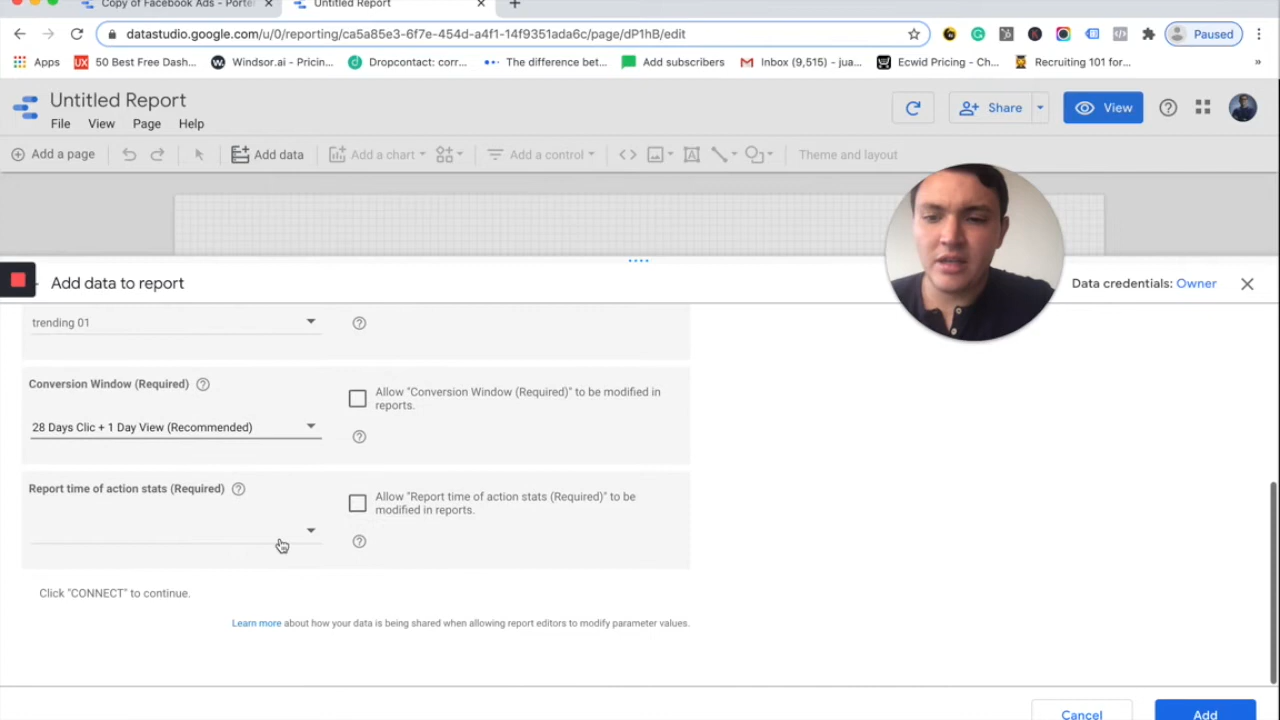 Copy of Facebook Ads - Porter
Untitled Report
datastudio.google.com/u/0/reporting/ca5a85e3-6f7e-454d-a4f1-14f9351ada6c/page/dP1hB/edit
Paused
Apps
50 Best Free Dash...
Windsor.ai - Pricin...
Dropcontact: corr...
The difference bet...
Add subscribers
Inbox (9,515) - jua...
Ecwid Pricing - Ch...
Recruiting 101 for...
»
Untitled Report
File View Page Help
Share
View
Add a page
Add data
Add a chart
Add a control
Theme and layout
Add data to report
Data credentials: Owner
trending 01
Conversion Window (Required)
Allow "Conversion Window (Required)" to be modified in
reports.
28 Days Clic + 1 Day View (Recommended)
Report time of action stats (Required)
Allow "Report time of action stats (Required)" to be
modified in reports.
Click "CONNECT" to continue.
Learn more about how your data is being shared when allowing report editors to modify parameter values.
Cancel
Add